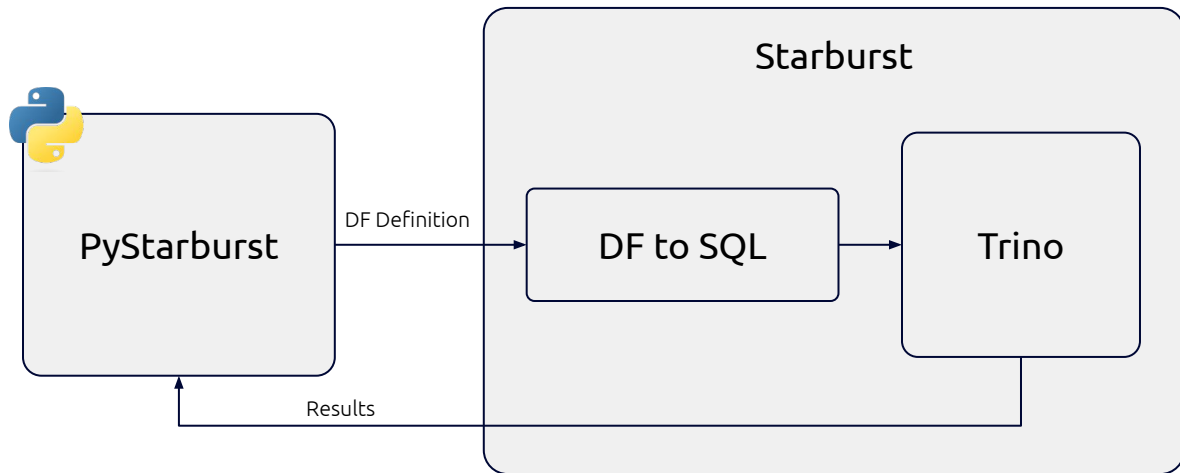 Starburst
PyStarburst
DF Definition
DF to SQL
Trino
Results